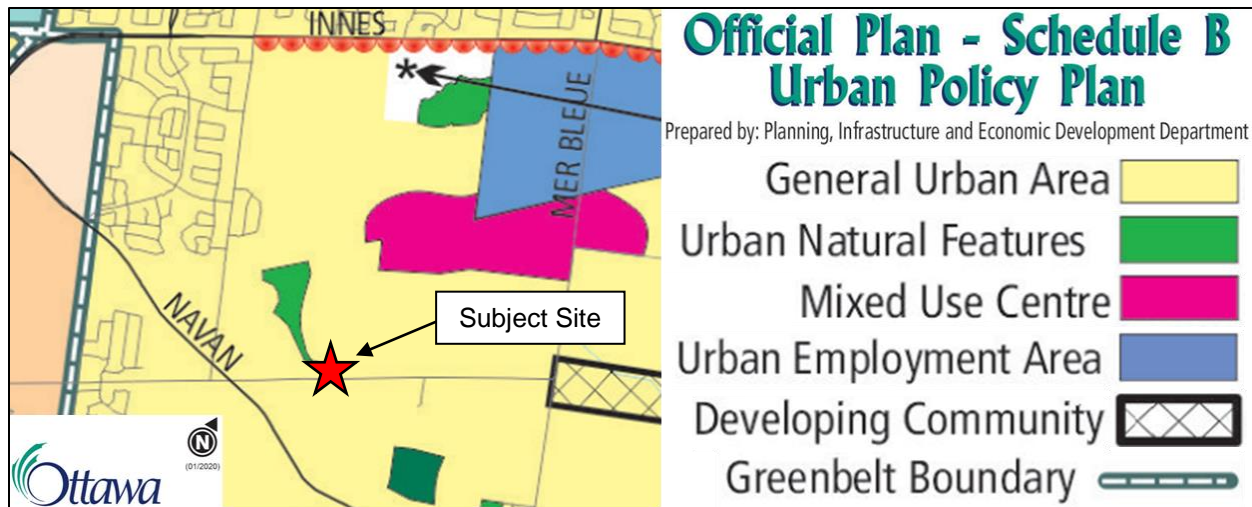 INNES
*
MER BLEUE
NAVAN
Subject Site
N
(01/2020)
Ottawa
Official Plan - Schedule B
Urban Policy Plan
Prepared by: Planning, Infrastructure and Economic Development Department
General Urban Area
Urban Natural Features
Mixed Use Centre
Urban Employment Area
Developing Community
Greenbelt Boundary